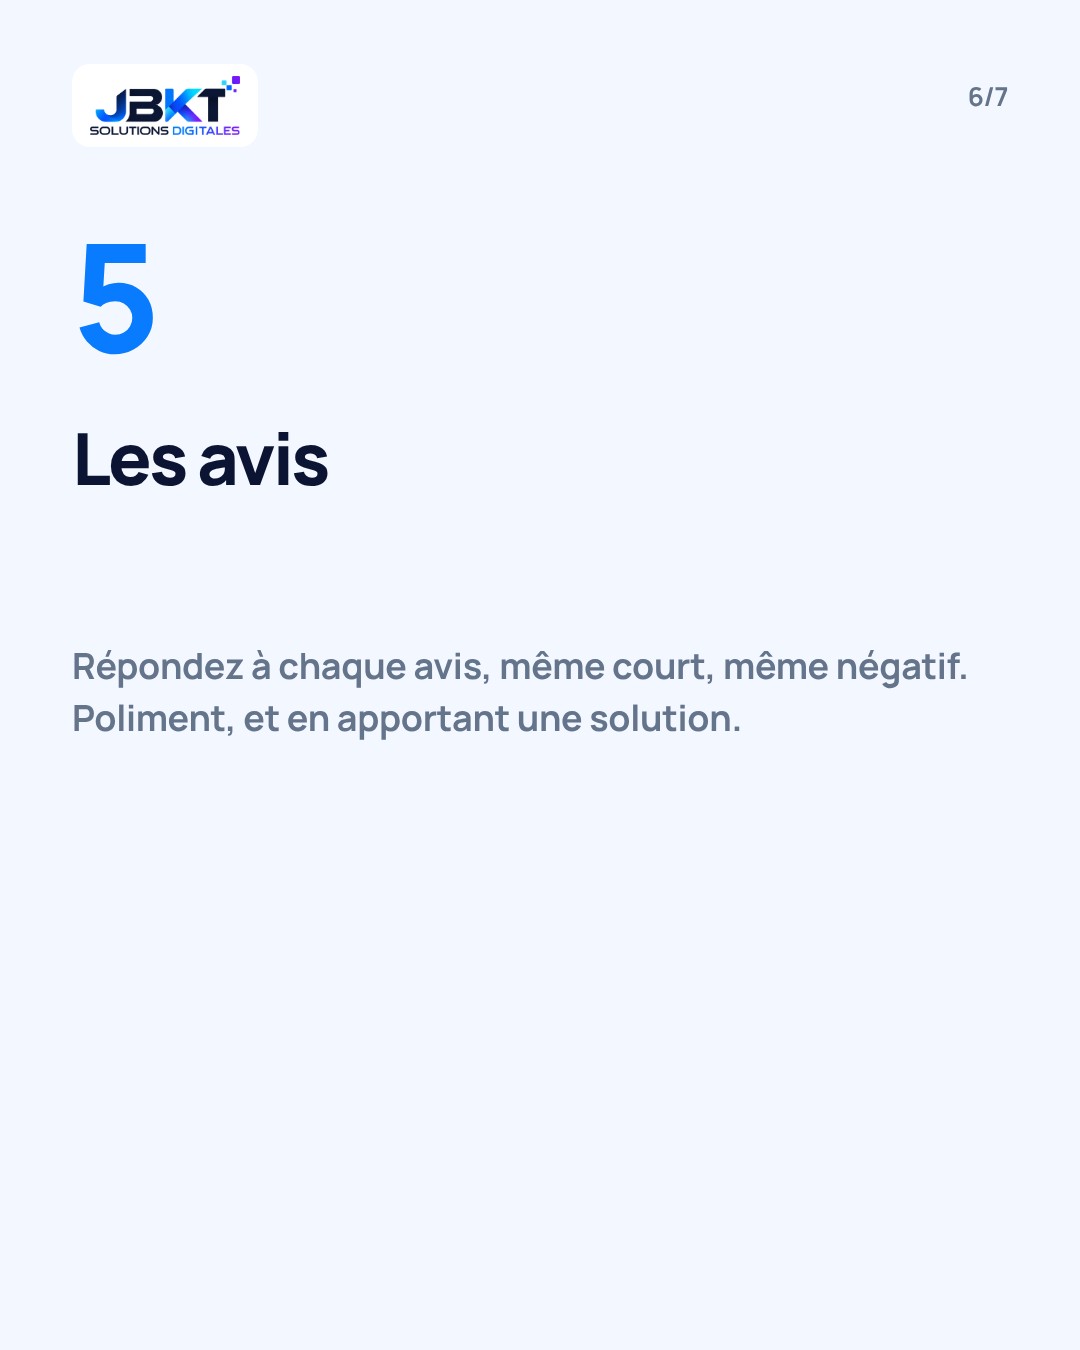 JBKT
SOLUTIONS DIGITALES
6/7
5
Les avis
Répondez à chaque avis, même court, même négatif.
Poliment, et en apportant une solution.